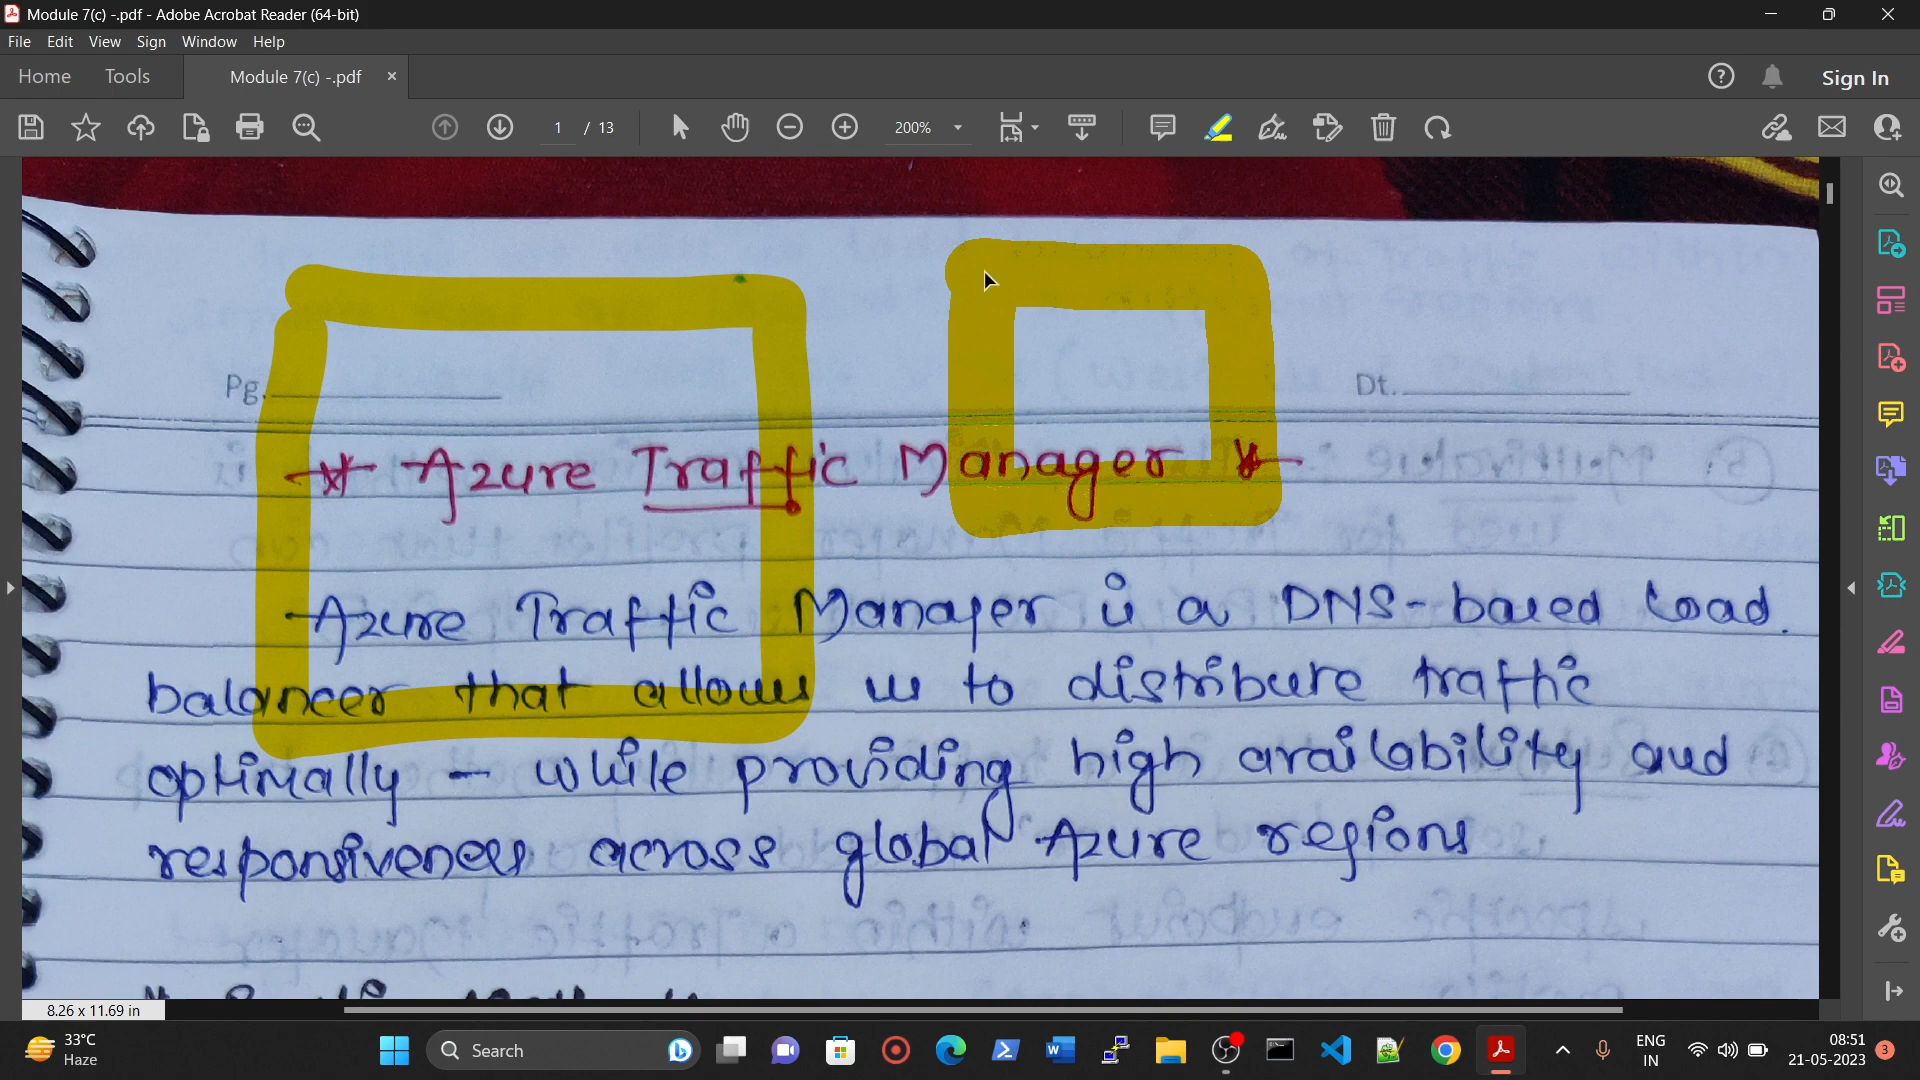 Module 7(c) -.pdf - Adobe Acrobat Reader (64-bit)
File Edit View Sign Window Help
Home Tools Module 7(c) -.pdf Sign In
1 / 13 200%
Pg. Dt.
Azure Traffic Manager
Azure Traffic Manager is a DNS-based load
balancer that allows us to distribute traffic
optimally - while providing high availability and
responsiveness across global Azure regions
8.26 x 11.69 in
33°C
Haze
Search
ENG
IN
08:51
21-05-2023
3